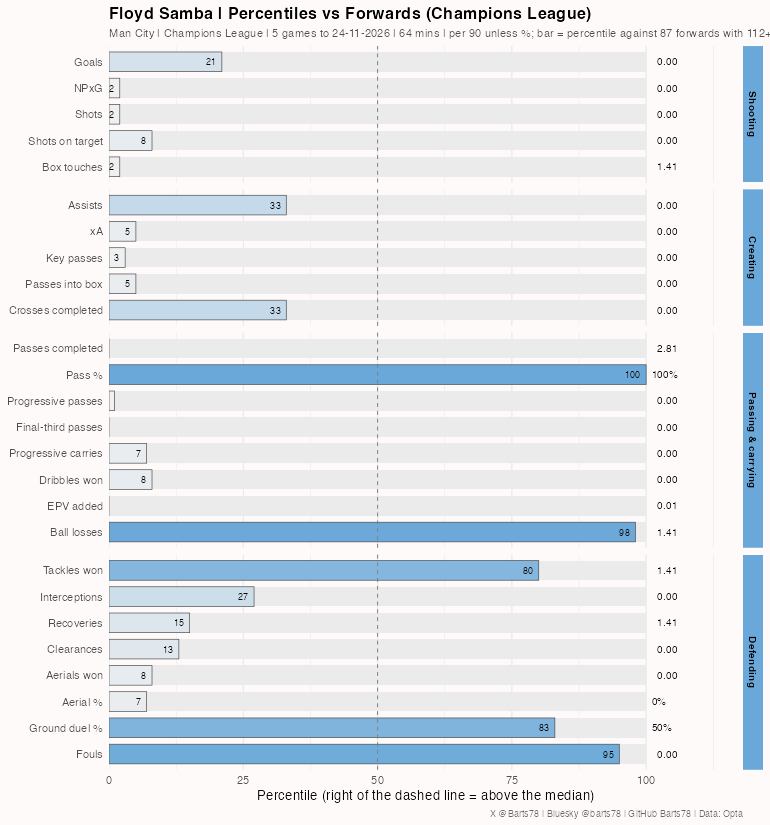 Floyd Samba | Percentiles vs Forwards (Champions League)
Man City | Champions League | 5 games to 24-11-2026 | 64 mins | per 90 unless %; bar = percentile against 87 forwards with 112+
Goals 21 0.00
NPxG 2 0.00
Shots 2 0.00
Shots on target 8 0.00
Box touches 2 1.41
Shooting
Assists 33 0.00
xA 5 0.00
Key passes 3 0.00
Passes into box 5 0.00
Crosses completed 33 0.00
Creating
Passes completed 2.81
Pass % 100 100%
Progressive passes 0.00
Final-third passes 0.00
Progressive carries 7 0.00
Dribbles won 8 0.00
EPV added 0.01
Ball losses 98 1.41
Passing & carrying
Tackles won 80 1.41
Interceptions 27 0.00
Recoveries 15 1.41
Clearances 13 0.00
Aerials won 8 0.00
Aerial % 7 0%
Ground duel % 83 50%
Fouls 95 0.00
Defending
0 25 50 75 100
Percentile (right of the dashed line = above the median)
X @Barts78 | Bluesky @barts78 | GitHub Barts78 | Data: Opta